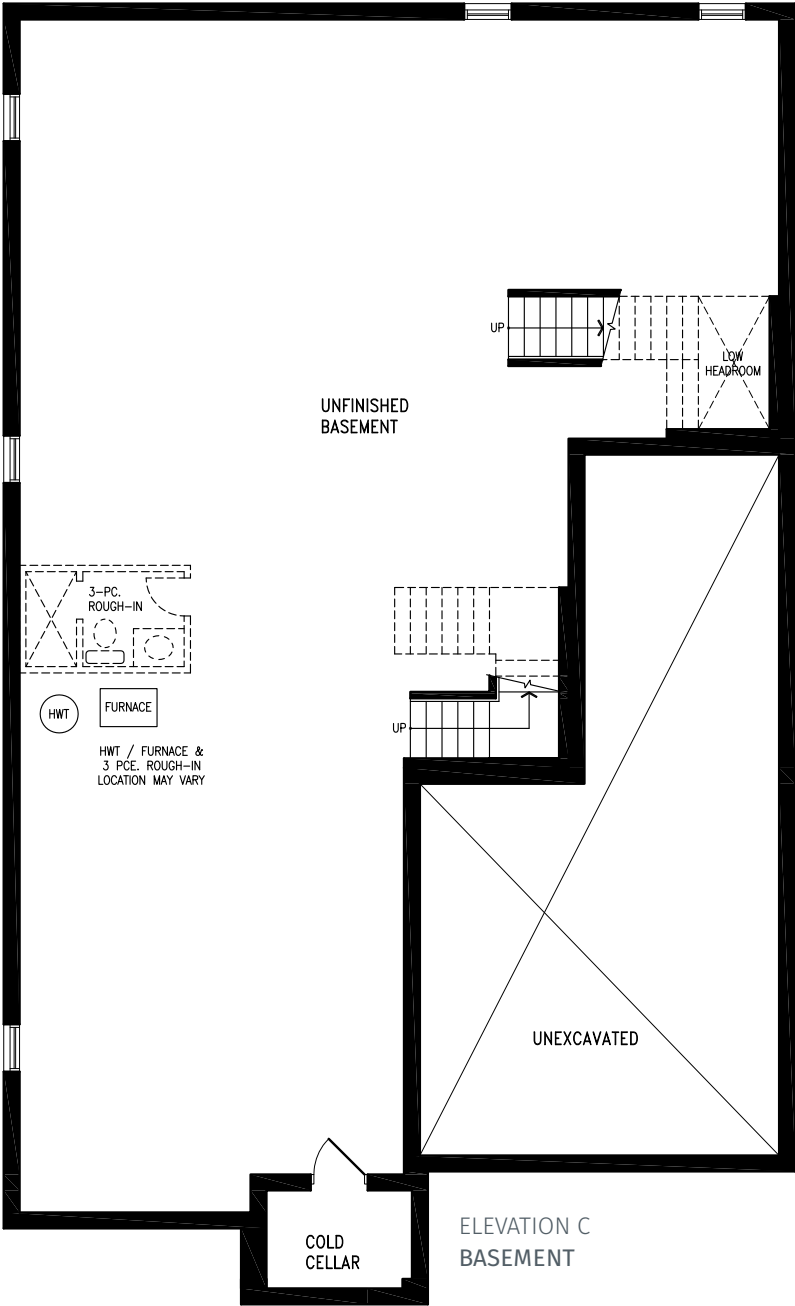 UP
LOW
HEADROOM
UNFINISHED
BASEMENT
3-PC.
ROUGH-IN
HWT
FURNACE
UP
HWT / FURNACE &
3 PCE. ROUGH-IN
LOCATION MAY VARY
UNEXCAVATED
COLD
CELLAR
ELEVATION C
BASEMENT